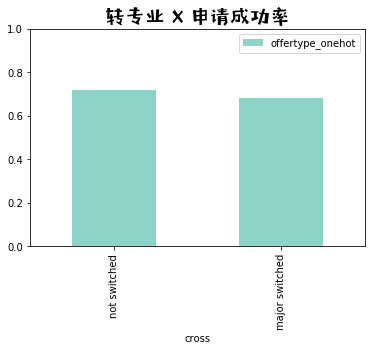 转专业 X 申请成功率
offertype_onehot
1.0
0.8
0.6
0.4
0.2
0.0
not switched
major switched
cross